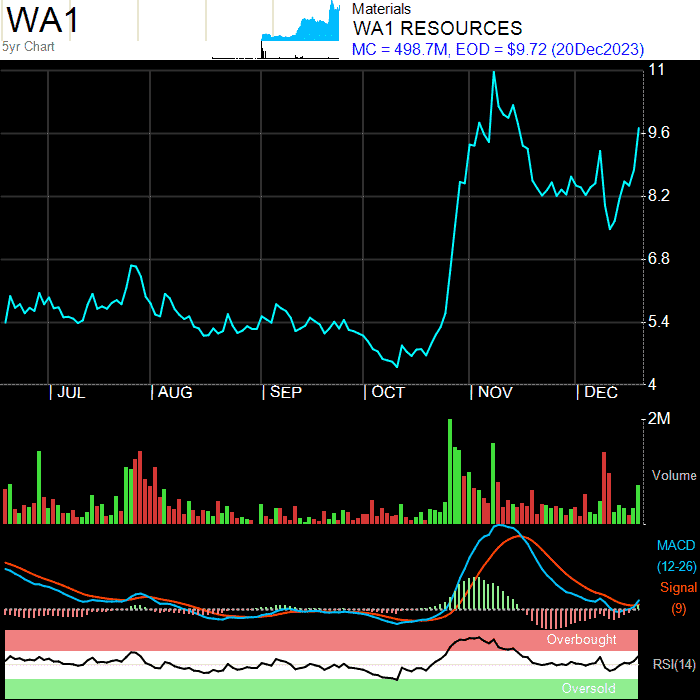 WA1
5yr Chart
Materials
WA1 RESOURCES
MC = 498.7M, EOD = $9.72 (20Dec2023)
11
9.6
8.2
6.8
5.4
4
JUL
AUG
SEP
OCT
NOV
DEC
2M
Volume
MACD
(12-26)
Signal
(9)
Overbought
RSI(14)
Oversold